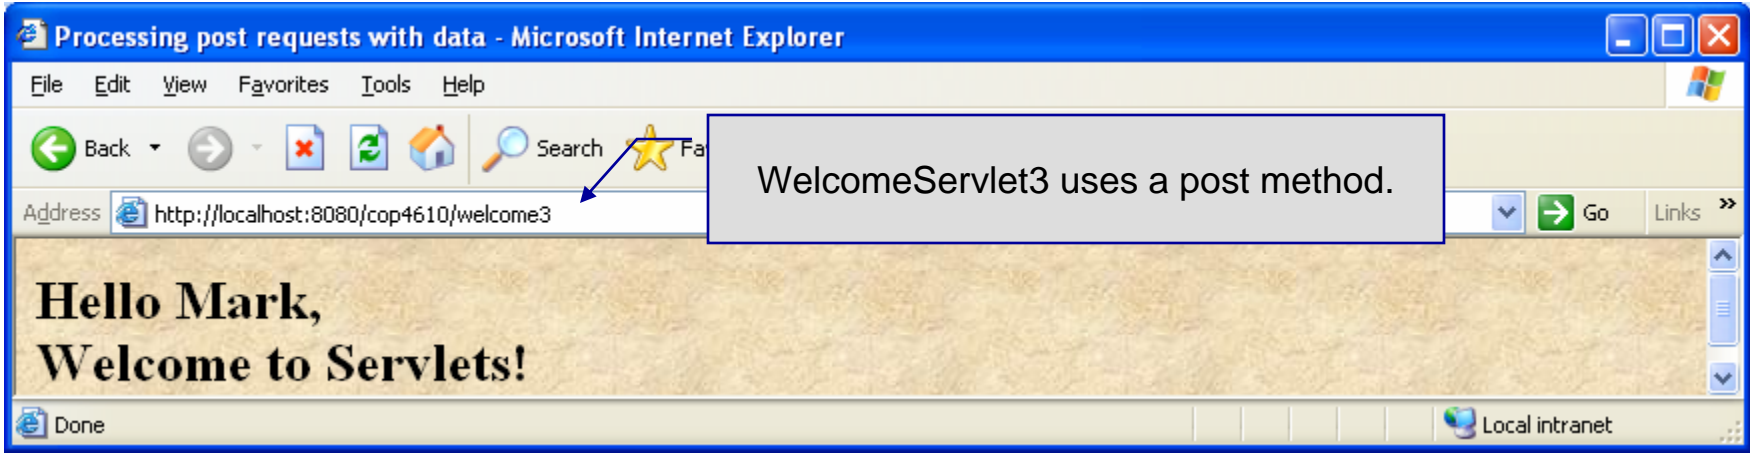 Processing post requests with data - Microsoft Internet Explorer
File Edit View Favorites Tools Help
Back Search Fa
WelcomeServlet3 uses a post method.
Address http://localhost:8080/cop4610/welcome3 Go Links »
Hello Mark,
Welcome to Servlets!
Done Local intranet